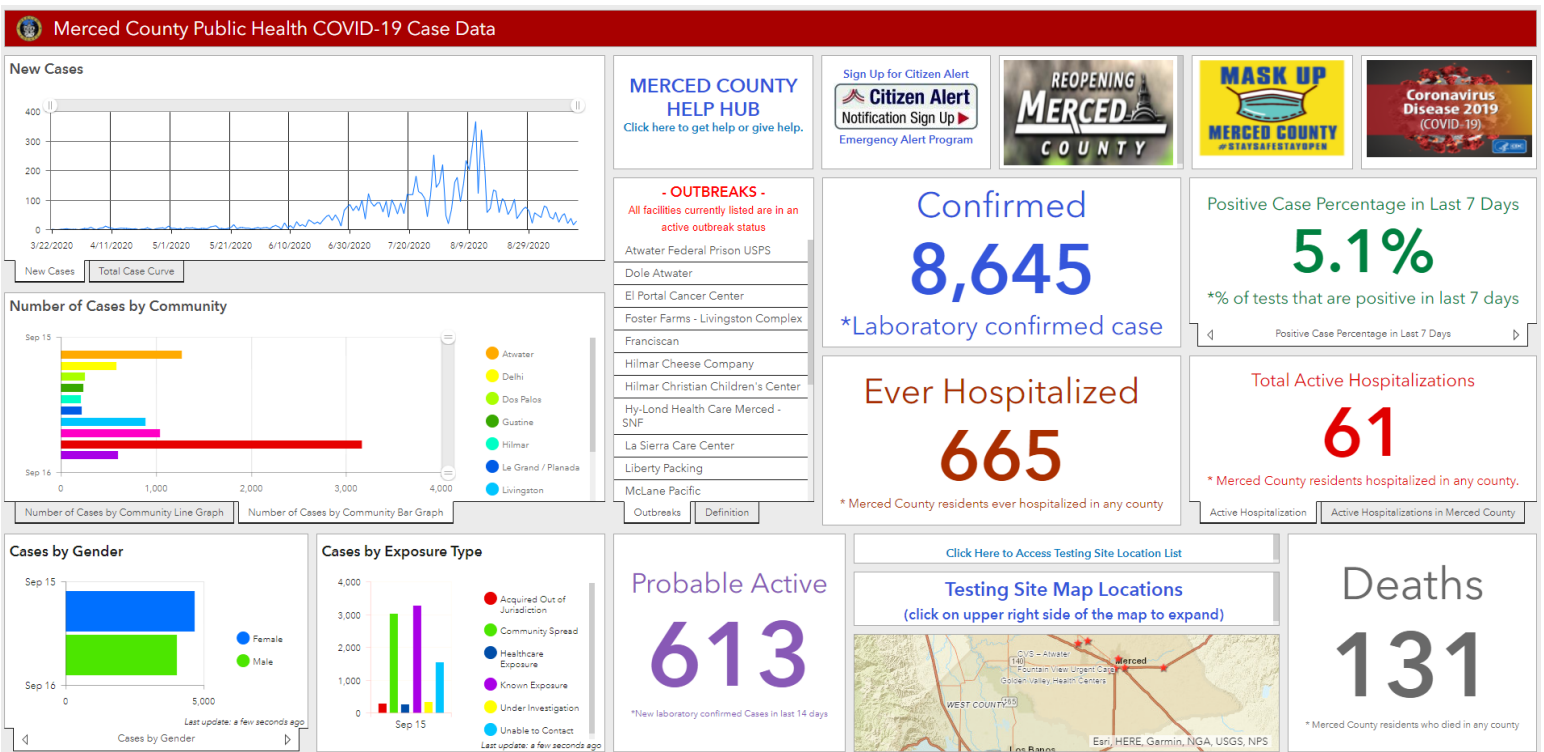 Merced County Public Health COVID-19 Case Data
New Cases
400
300
200
100
0
3/22/2020 4/11/2020 5/1/2020 5/21/2020 6/10/2020 6/30/2020 7/20/2020 8/9/2020 8/29/2020
New Cases
Total Case Curve
MERCED COUNTY
HELP HUB
Click here to get help or give help.
Sign Up for Citizen Alert
Citizen Alert
Notification Sign Up
Emergency Alert Program
REOPENING
MERCED
COUNTY
MASK UP
MERCED COUNTY
#STAYSAFESTAYOPEN
Coronavirus
Disease 2019
(COVID-19)
CDC
- OUTBREAKS -
All facilities currently listed are in an
active outbreak status
Atwater Federal Prison USPS
Dole Atwater
El Portal Cancer Center
Foster Farms - Livingston Complex
Franciscan
Hilmar Cheese Company
Hilmar Christian Children's Center
Hy-Lond Health Care Merced -
SNF
La Sierra Care Center
Liberty Packing
McLane Pacific
Outbreaks
Definition
Confirmed
8,645
*Laboratory confirmed case
Positive Case Percentage in Last 7 Days
5.1%
*% of tests that are positive in last 7 days
Positive Case Percentage in Last 7 Days
Number of Cases by Community
Sep 15
Sep 16
0 1,000 2,000 3,000 4,000
Atwater
Delhi
Dos Palos
Gustine
Hilmar
Le Grand / Planada
Livingston
Number of Cases by Community Line Graph
Number of Cases by Community Bar Graph
Ever Hospitalized
665
* Merced County residents ever hospitalized in any county
Total Active Hospitalizations
61
* Merced County residents hospitalized in any county.
Active Hospitalization
Active Hospitalizations in Merced County
Cases by Gender
Sep 15
Sep 16
0 5,000
Female
Male
Last update: a few seconds ago
Cases by Gender
Cases by Exposure Type
4,000
3,000
2,000
1,000
0
Sep 15
Acquired Out of
Jurisdiction
Community Spread
Healthcare
Exposure
Known Exposure
Under Investigation
Unable to Contact
Last update: a few seconds ago
Probable Active
613
*New laboratory confirmed Cases in last 14 days
Click Here to Access Testing Site Location List
Testing Site Map Locations
(click on upper right side of the map to expand)
CVS – Atwater
140
Merced
Fountain View Urgent Care
Golden Valley Health Centers
WEST COUNTY
165
Los Banos
Esri, HERE, Garmin, NGA, USGS, NPS
Deaths
131
* Merced County residents who died in any county